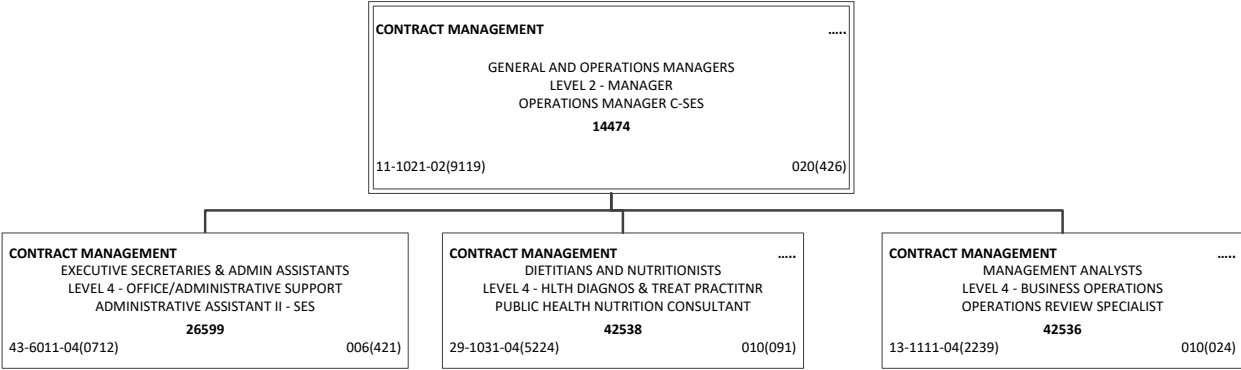 CONTRACT MANAGEMENT .....
GENERAL AND OPERATIONS MANAGERS
LEVEL 2 - MANAGER
OPERATIONS MANAGER C-SES
14474
11-1021-02(9119) 020(426)
CONTRACT MANAGEMENT
EXECUTIVE SECRETARIES & ADMIN ASSISTANTS
LEVEL 4 - OFFICE/ADMINISTRATIVE SUPPORT
ADMINISTRATIVE ASSISTANT II - SES
26599
43-6011-04(0712) 006(421)
CONTRACT MANAGEMENT .....
DIETITIANS AND NUTRITIONISTS
LEVEL 4 - HLTH DIAGNOS & TREAT PRACTITNR
PUBLIC HEALTH NUTRITION CONSULTANT
42538
29-1031-04(5224) 010(091)
CONTRACT MANAGEMENT .....
MANAGEMENT ANALYSTS
LEVEL 4 - BUSINESS OPERATIONS
OPERATIONS REVIEW SPECIALIST
42536
13-1111-04(2239) 010(024)